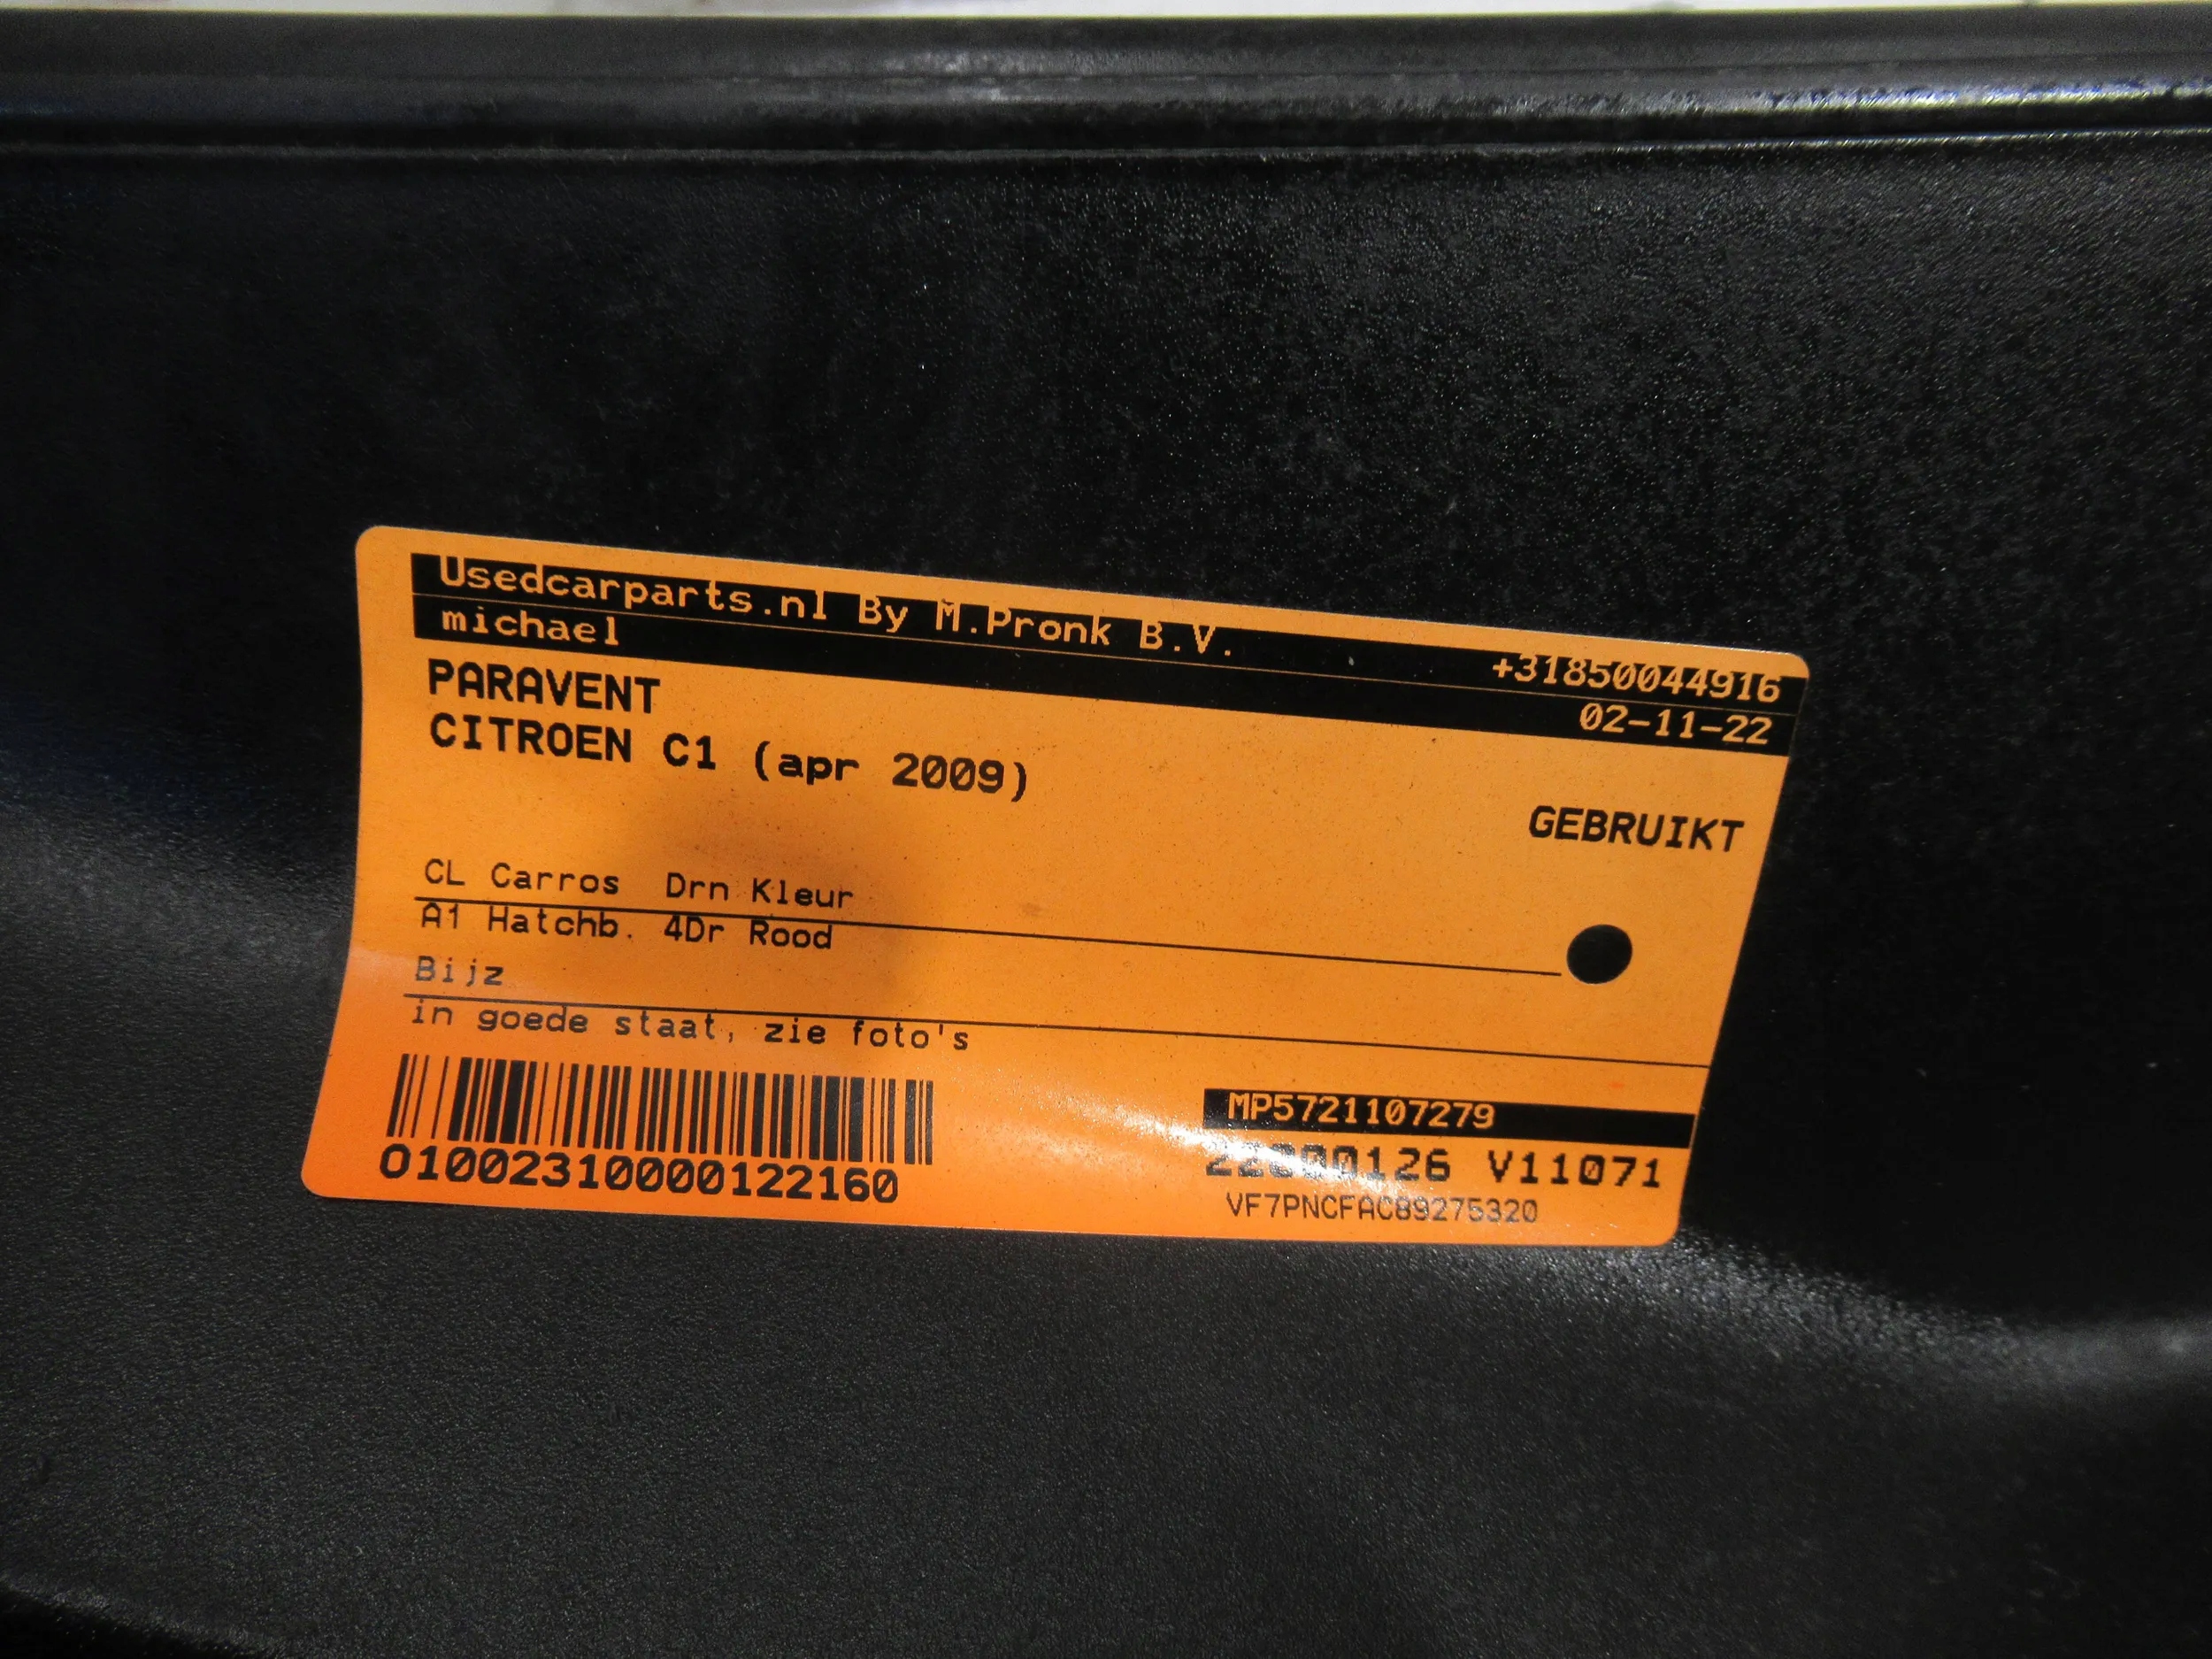 Usedcarparts.nl By M.Pronk B.V. +31850044916
michael 02-11-22
PARAVENT
CITROEN C1 (apr 2009)
GEBRUIKT
CL Carros Drn Kleur
A1 Hatchb. 4Dr Rood
Bijz
in goede staat, zie foto's
MP5721107279
01002310000122160
V11071
VF7PNCFAC89275320